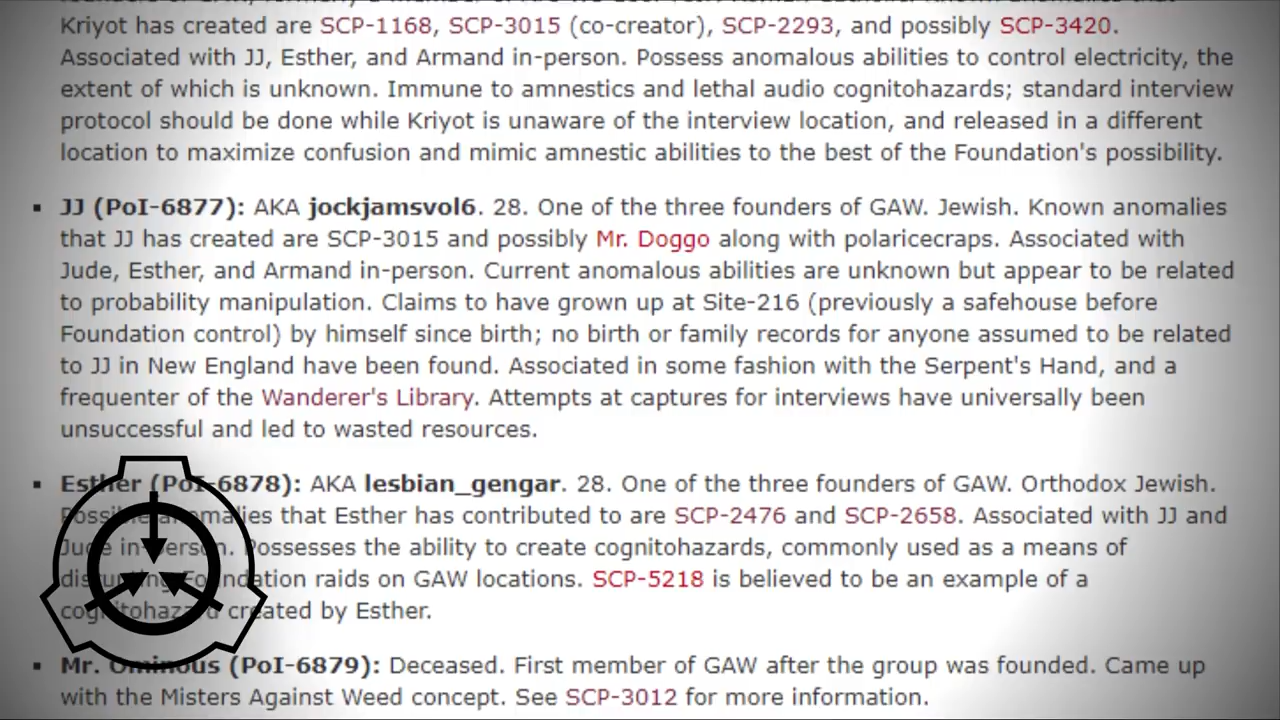 Kriyot has created are SCP-1168, SCP-3015 (co-creator), SCP-2293, and possibly SCP-3420.
Associated with JJ, Esther, and Armand in-person. Possess anomalous abilities to control electricity, the
extent of which is unknown. Immune to amnestics and lethal audio cognitohazards; standard interview
protocol should be done while Kriyot is unaware of the interview location, and released in a different
location to maximize confusion and mimic amnestic abilities to the best of the Foundation's possibility.
▪ JJ (PoI-6877): AKA jockjamsvol6. 28. One of the three founders of GAW. Jewish. Known anomalies
that JJ has created are SCP-3015 and possibly Mr. Doggo along with polaricecraps. Associated with
Jude, Esther, and Armand in-person. Current anomalous abilities are unknown but appear to be related
to probability manipulation. Claims to have grown up at Site-216 (previously a safehouse before
Foundation control) by himself since birth; no birth or family records for anyone assumed to be related
to JJ in New England have been found. Associated in some fashion with the Serpent's Hand, and a
frequenter of the Wanderer's Library. Attempts at captures for interviews have universally been
unsuccessful and led to wasted resources.
▪ Esther (PoI-6878): AKA lesbian_gengar. 28. One of the three founders of GAW. Orthodox Jewish.
Possible anomalies that Esther has contributed to are SCP-2476 and SCP-2658. Associated with JJ and
Jude in-person. Possesses the ability to create cognitohazards, commonly used as a means of
disrupting Foundation raids on GAW locations. SCP-5218 is believed to be an example of a
cognitohazard created by Esther.
▪ Mr. Ominous (PoI-6879): Deceased. First member of GAW after the group was founded. Came up
with the Misters Against Weed concept. See SCP-3012 for more information.